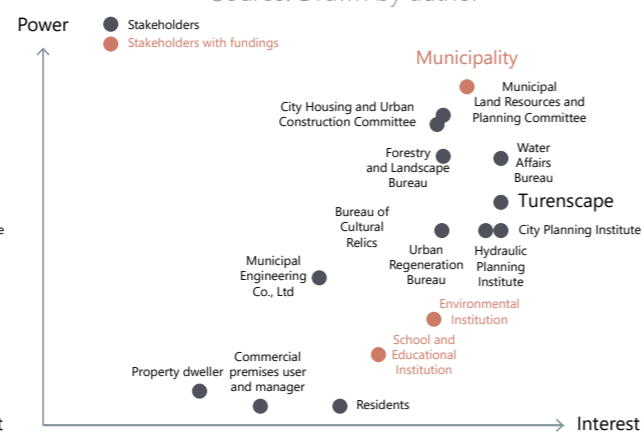 Power
Stakeholders
Stakeholders with fundings
Municipality
Municipal
Land Resources and
Planning Committee
City Housing and Urban
Construction Committee
Forestry
and Landscape
Bureau
Water
Affairs
Bureau
Turenscape
Bureau of
Cultural
Relics
City Planning Institute
Urban
Regeneration
Bureau
Hydraulic
Planning
Institute
Municipal
Engineering
Co., Ltd
Environmental
Institution
School and
Educational
Institution
Commercial
premises user
and manager
Property dweller
Residents
Interest